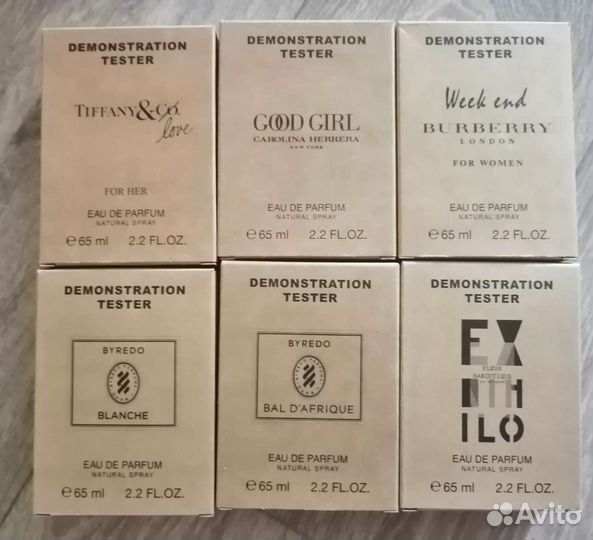 DEMONSTRATION
TESTER
TIFFANY&CO.
love
FOR HER
EAU DE PARFUM
NATURAL SPRAY
℮65 ml 2.2 FL.OZ.
DEMONSTRATION
TESTER
GOOD GIRL
CAROLINA HERRERA
NEW YORK
EAU DE PARFUM
NATURAL SPRAY
℮65 ml 2.2 FL.OZ.
DEMONSTRATION
TESTER
Week end
BURBERRY
LONDON
FOR WOMEN
EAU DE PARFUM
NATURAL SPRAY
℮65 ml 2.2 FL.OZ.
DEMONSTRATION
TESTER
BYREDO
BLANCHE
EAU DE PARFUM
NATURAL SPRAY
℮65 ml 2.2 FL.OZ.
DEMONSTRATION
TESTER
BYREDO
BAL D'AFRIQUE
EAU DE PARFUM
NATURAL SPRAY
℮65 ml 2.2 FL.OZ.
DEMONSTRATION
TESTER
EX
FLEUR
NARCOTIQUE
NIH
ILO
EAU DE PARFUM
NATURAL SPRAY
℮65 ml 2.2 FL.OZ.
Avito